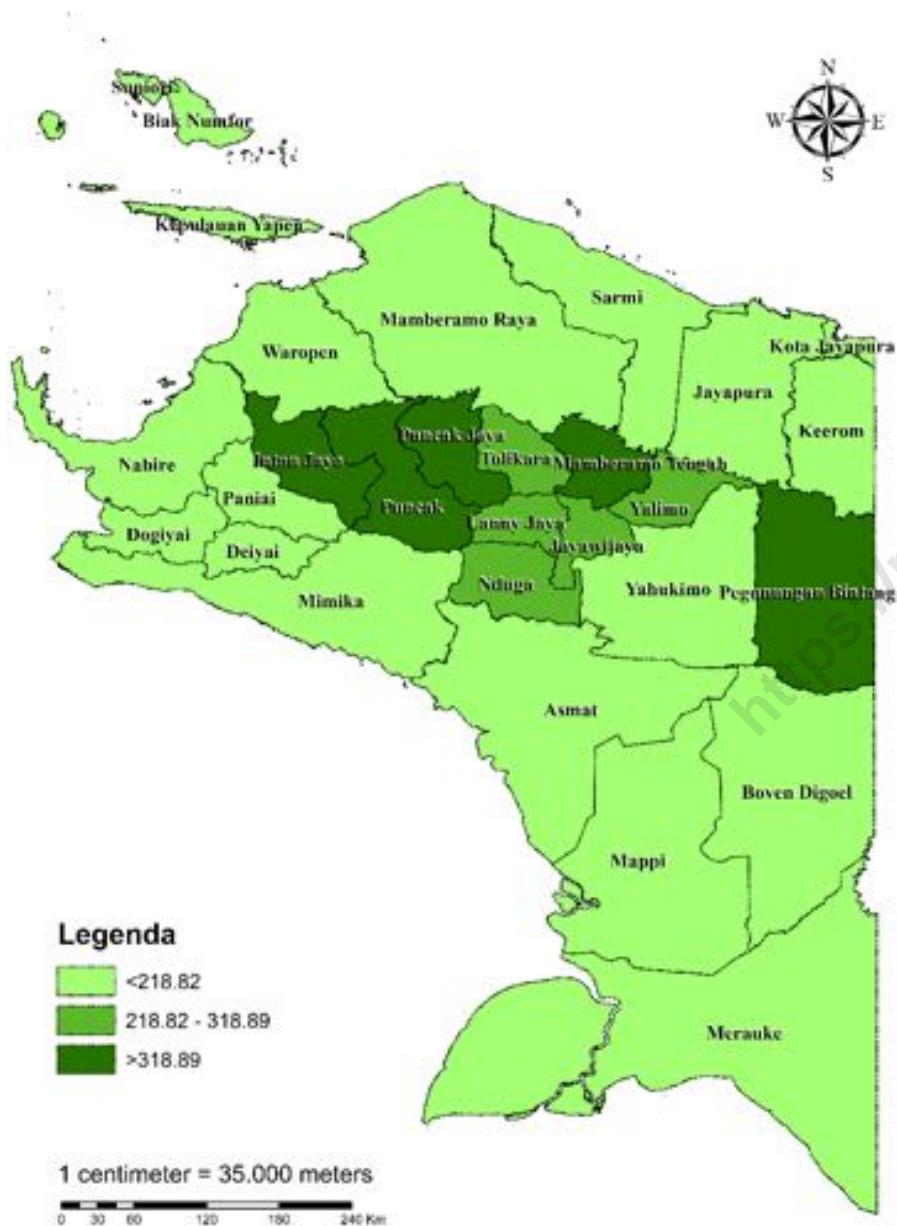 N
W E
S
Supiori
Biak Numfor
Kepulauan Yapen
Sarmi
Mamberamo Raya
Waropen
Kota Jayapura
Jayapura
Keerom
Puncak Jaya
Tolikara
Mamberamo Tengah
Intan Jaya
Nabire
Paniai
Puncak
Yalimo
Lanny Jaya
Dogiyai
Deiyai
Jayawijaya
Nduga
Yahukimo
Pegunungan Bintang
Mimika
Asmat
Boven Digoel
Mappi
Merauke
https://
Legenda
<218.82
218.82 - 318.89
>318.89
1 centimeter = 35.000 meters
0 30 60 120 180 240 Km